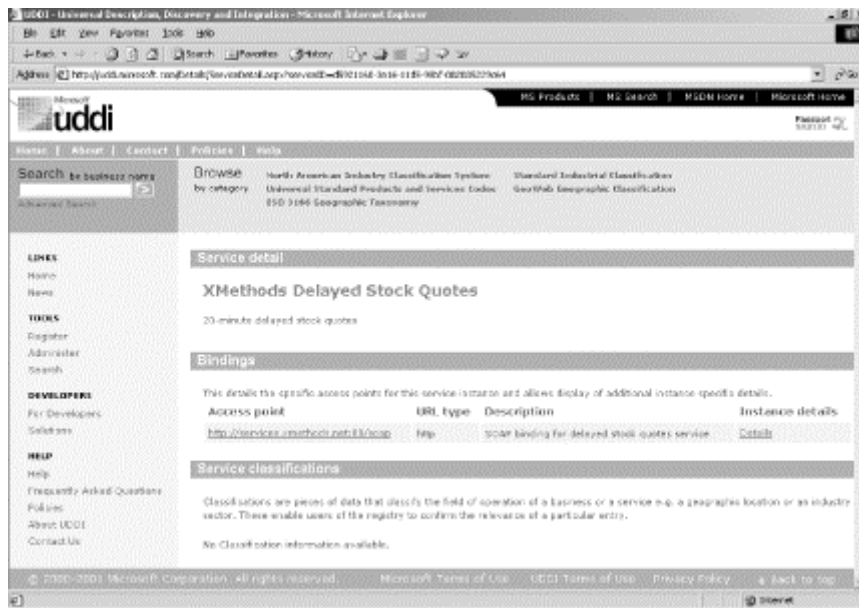 UDDI - Universal Description, Discovery and Integration - Microsoft Internet Explorer
File Edit View Favorites Tools Help
Back Search Favorites History
Address
MS Products | MS Search | MSDN Home | Microsoft Home
Microsoft
uddi
Passport
Home | About | Contact | Policies | Help
Search by business name
Advanced Search
Browse
by category
North American Industry Classification System
Universal Standard Products and Services Codes
ISO 3166 Geographic Taxonomy
Standard Industrial Classification
GeoWeb Geographic Classification
LINKS
Home
News
TOOLS
Register
Administer
Search
DEVELOPERS
For Developers
Solutions
HELP
Help
Frequently Asked Questions
Policies
About UDDI
Contact Us
Service detail
XMethods Delayed Stock Quotes
20-minute delayed stock quotes
Bindings
This details the specific access points for this service instance and allows display of additional instance specific details.
Access point URL type Description Instance details
http://services.xmethods.net:80/soap http SOAP binding for delayed stock quotes service Details
Service classifications
Classifications are pieces of data that classify the field of operation of a business or a service e.g. a geographic location or an industry
sector. These enable users of the registry to confirm the relevance of a particular entry.
No Classification information available.
© 2000-2001 Microsoft Corporation. All rights reserved. Microsoft Terms of Use UDDI Terms of Use Privacy Policy Back to top
Internet